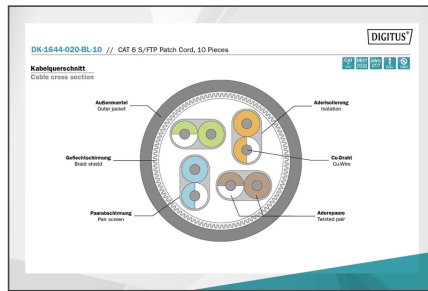 DIGITUS®
DK-1644-020-BL-10 // CAT 6 S/FTP Patch Cord, 10 Pieces
Kabelquerschnitt
Cable cross section
Außenmantel
Outer jacket
Aderisolierung
Isolation
Geflechtschirmung
Braid shield
Cu-Draht
Cu-Wire
Paarabschirmung
Pair screen
Adernpaare
Twisted pair